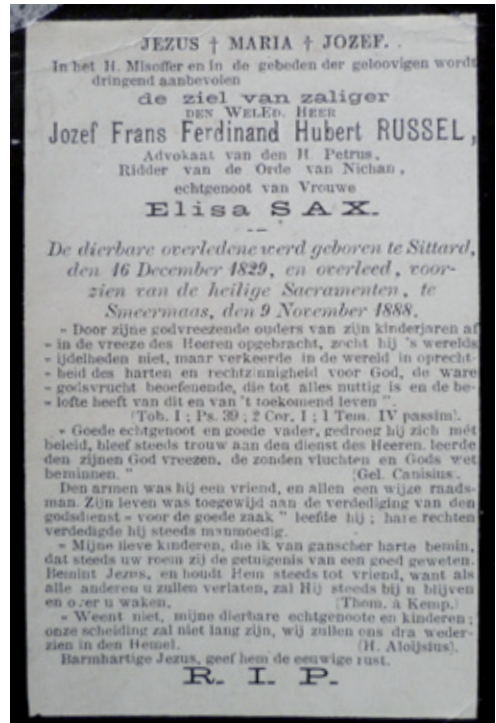 JEZUS † MARIA † JOZEF.
In het H. Misoffer en in de gebeden der geloovigen wordt
dringend aanbevolen
de ziel van zaliger
DEN WELED. HEER
Jozef Frans Ferdinand Hubert RUSSEL,
Advokaat van den H. Petrus,
Ridder van de Orde van Nichan,
echtgenoot van Vrouwe
Elisa SAX.
De dierbare overledene werd geboren te Sittard,
den 16 December 1829, en overleed, voor-
zien van de heilige Sacramenten, te
Smeermaas, den 9 November 1888.
« Door zijne godvreezende ouders van zijn kinderjaren af
« in de vreeze des Heeren opgebracht, zocht hij 's werelds
« ijdelheden niet, maar verkeerde in de wereld in oprecht-
« heid des harten en rechtzinnigheid voor God, de ware
« godsvrucht beoefenende, die tot alles nuttig is en de be-
« lofte heeft van dit en van 't toekomend leven ".
(Tob. I ; Ps. 39 ; 2 Cor. I ; 1 Tem. IV passim).
« Goede echtgenoot en goede vader, gedroeg hij zich mét
beleid, bleef steeds trouw aan den dienst des Heeren, leerde
den zijnen God vreezen, de zonden vluchten en Gods wet
beminnen. " (Gel. Canisius.
Den armen was hij een vriend, en allen een wijze raads-
man. Zijn leven was toegewijd aan de verdediging van den
godsdienst « voor de goede zaak " leefde hij ; hare rechten
verdedigde hij steeds manmoedig.
« Mijne lieve kinderen, die ik van ganscher harte bemin,
dat steeds uw roem zij de getuigenis van een goed geweten.
Bemint Jezus, en houdt Hem steeds tot vriend, want als
alle anderen u zullen verlaten, zal Hij steeds bij u blijven
en over u waken. (Thom. à Kemp.)
« Weent niet, mijne dierbare echtgenoote en kinderen ;
onze scheiding zal niet lang zijn, wij zullen ons dra weder-
zien in den Hemel. (H. Aloijsius).
Barmhartige Jezus, geef hem de eeuwige rust.
R. I. P.